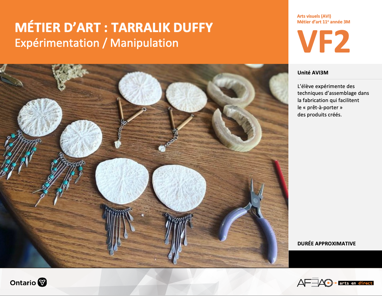 MÉTIER D'ART : TARRALIK DUFFY
Expérimentation / Manipulation
Arts visuels (AVI)
Métier d'art 11e année 3M
VF2
Unité AVI3M
L'élève expérimente des
techniques d'assemblage dans
la fabrication qui facilitent
le « prêt-à-porter »
des produits créés.
DURÉE APPROXIMATIVE
Ontario
AFEAO
arts en direct